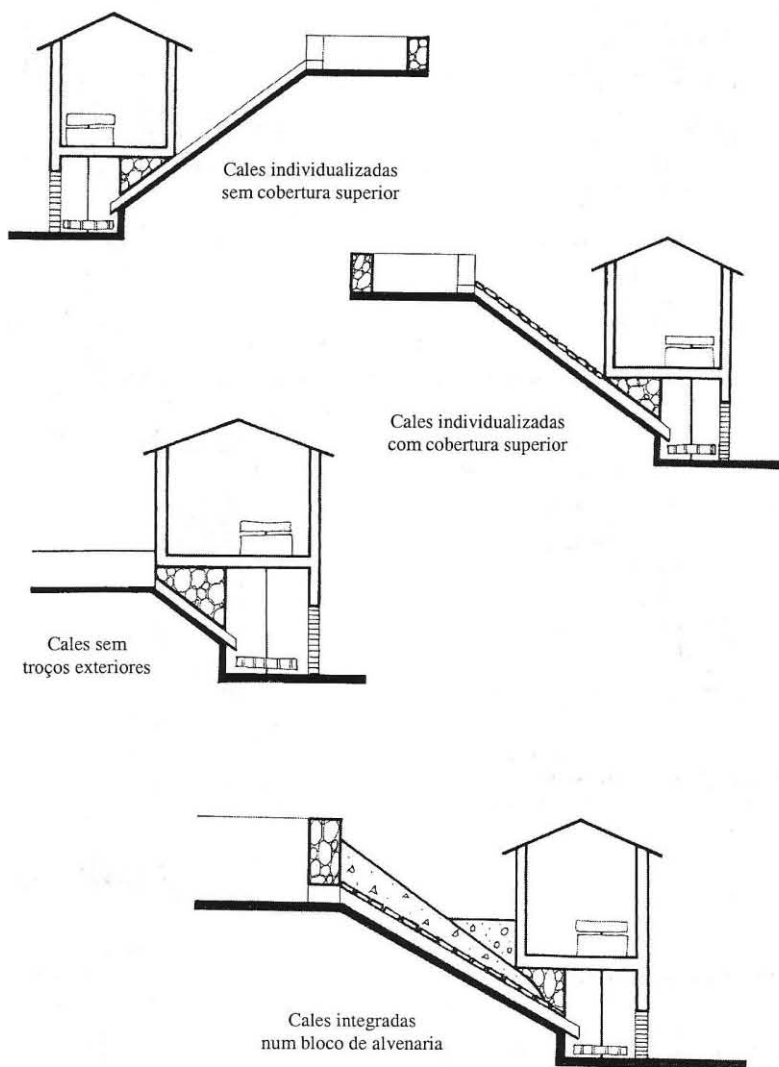 Cales individualizadas
sem cobertura superior
Cales individualizadas
com cobertura superior
Cales sem
troços exteriores
Cales integradas
num bloco de alvenaria